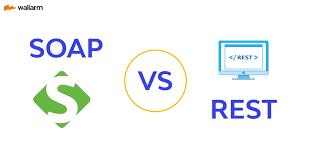 wallarm
SOAP
S
VS
</REST>
REST